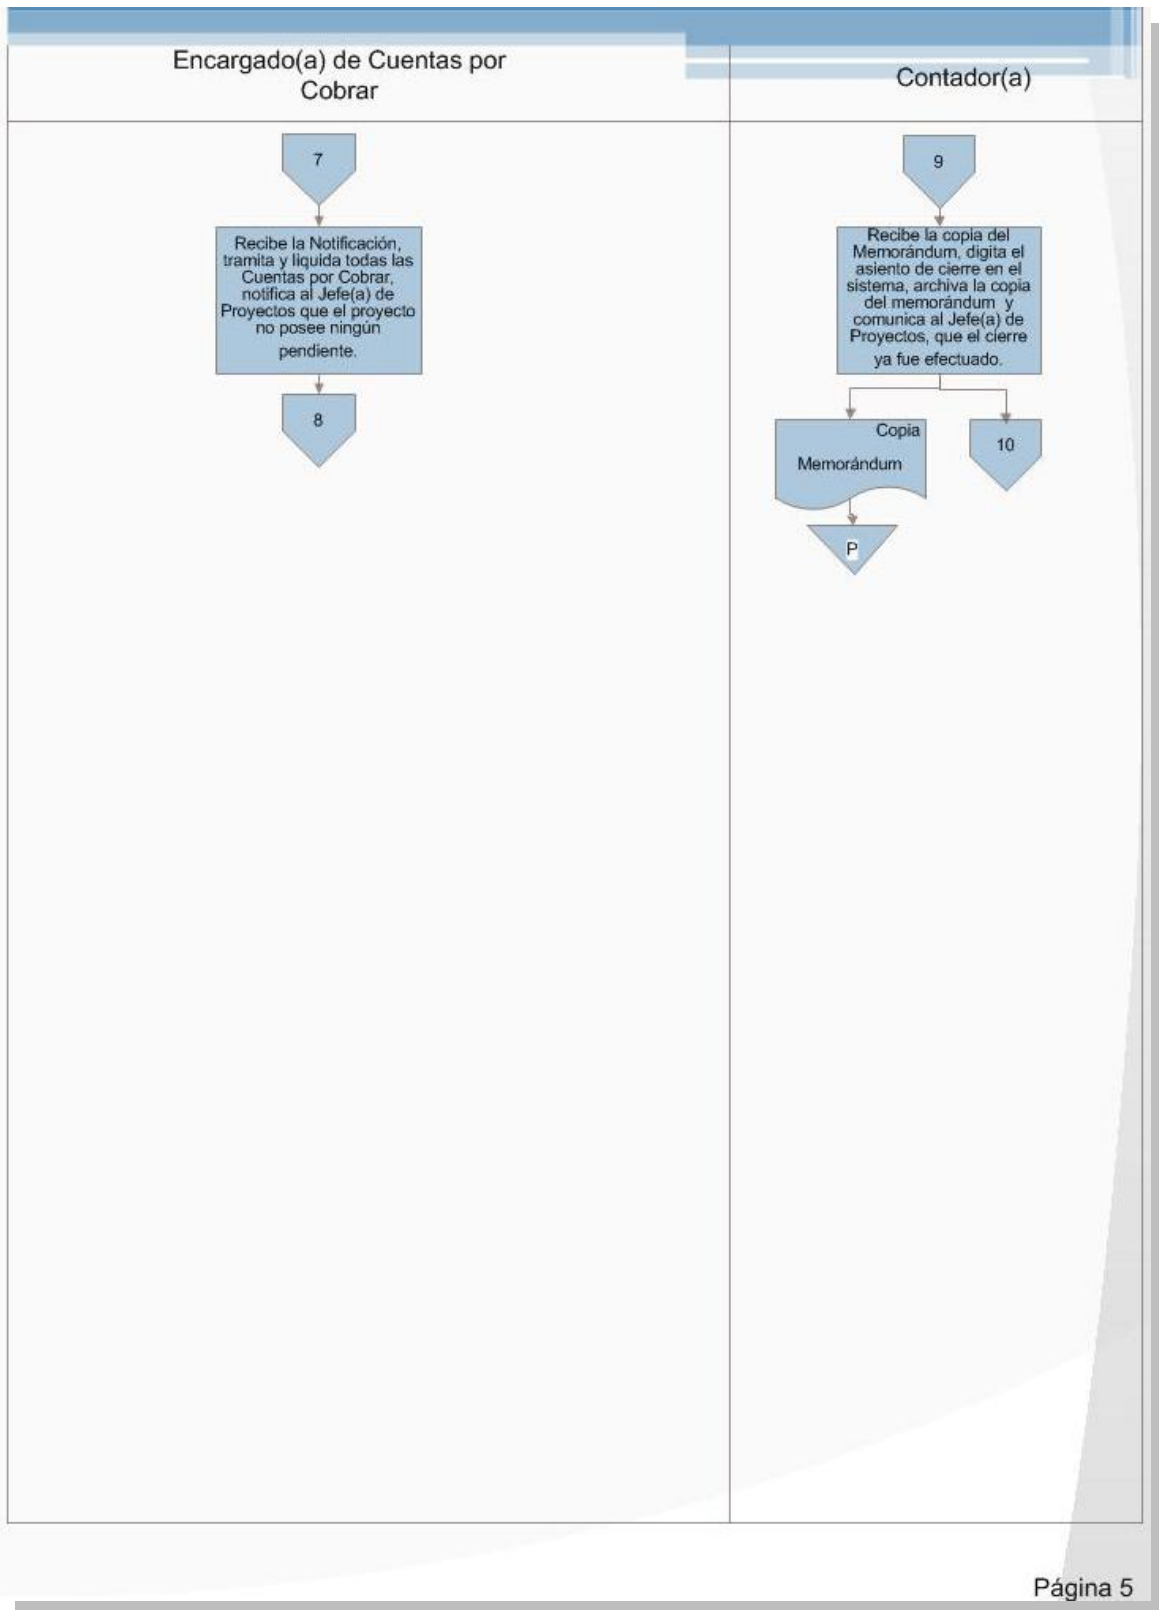 Encargado(a) de Cuentas por
Cobrar
Contador(a)
7
Recibe la Notificación,
tramita y liquida todas las
Cuentas por Cobrar,
notifica al Jefe(a) de
Proyectos que el proyecto
no posee ningún
pendiente.
8
9
Recibe la copia del
Memorándum, digita el
asiento de cierre en el
sistema, archiva la copia
del memorándum y
comunica al Jefe(a) de
Proyectos, que el cierre
ya fue efectuado.
Copia
Memorándum
10
P
Página 5